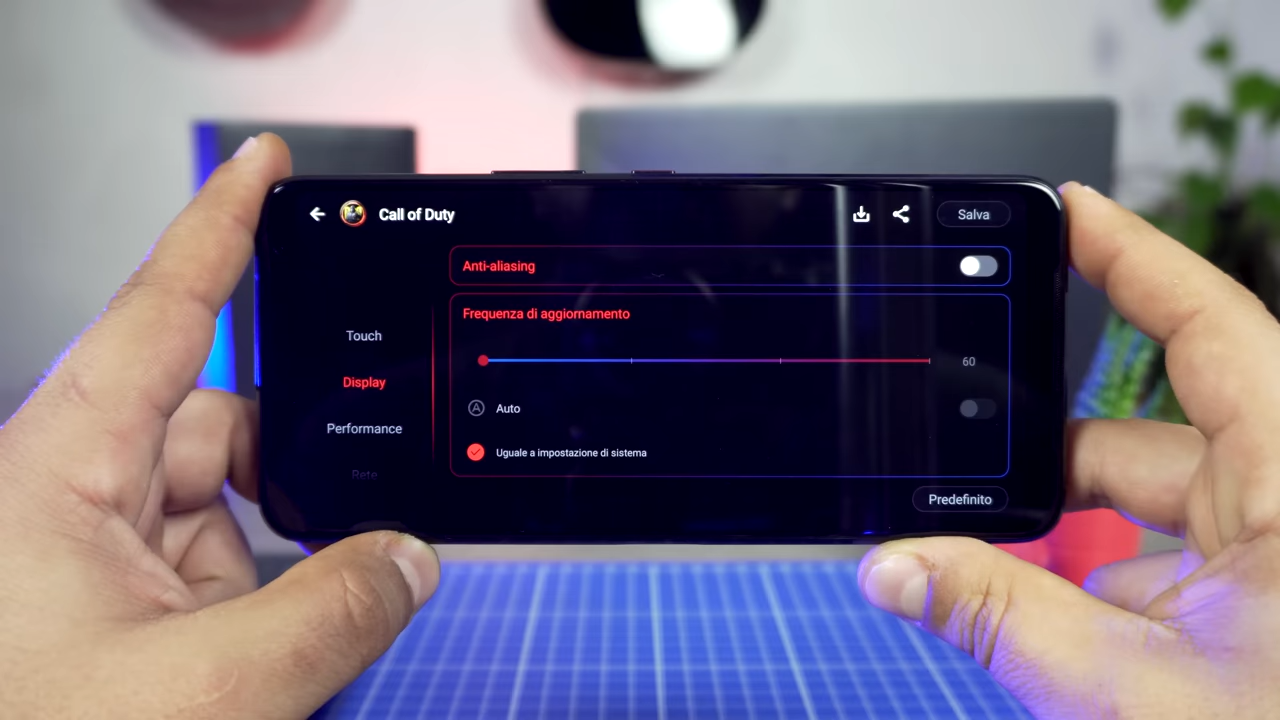 Call of Duty
Salva
Anti-aliasing
Frequenza di aggiornamento
60
Touch
Display
Performance
Rete
A Auto
Uguale a impostazione di sistema
Predefinito